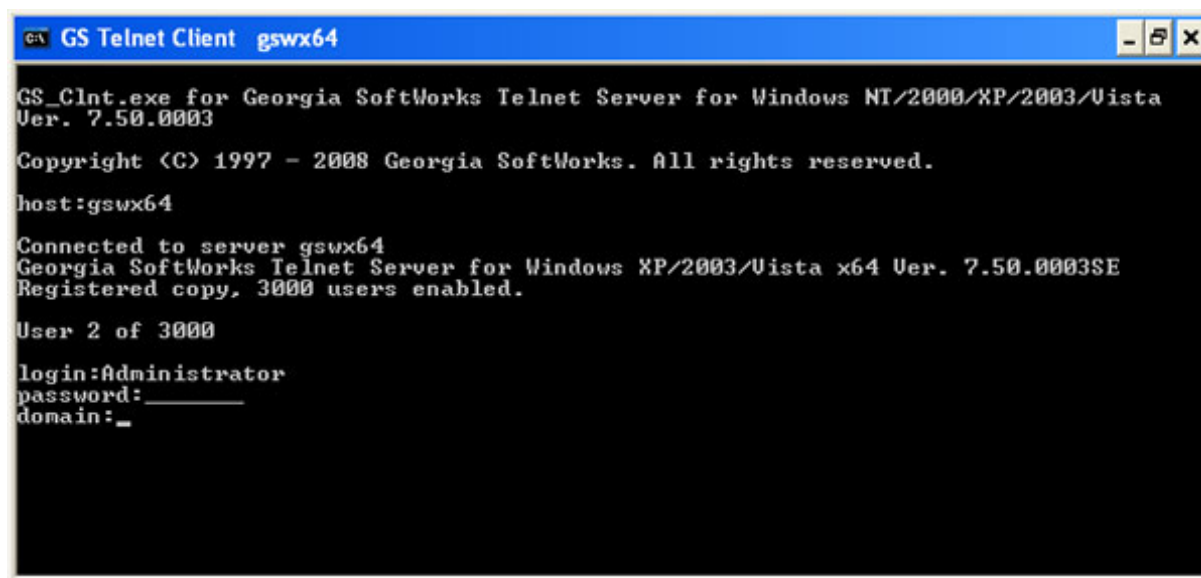 GS Telnet Client gswx64
GS_Clnt.exe for Georgia SoftWorks Telnet Server for Windows NT/2000/XP/2003/Vista
Ver. 7.50.0003
Copyright (C) 1997 - 2008 Georgia SoftWorks. All rights reserved.
host:gswx64
Connected to server gswx64
Georgia SoftWorks Telnet Server for Windows XP/2003/Vista x64 Ver. 7.50.0003SE
Registered copy, 3000 users enabled.
User 2 of 3000
login:Administrator
password:_______
domain:_